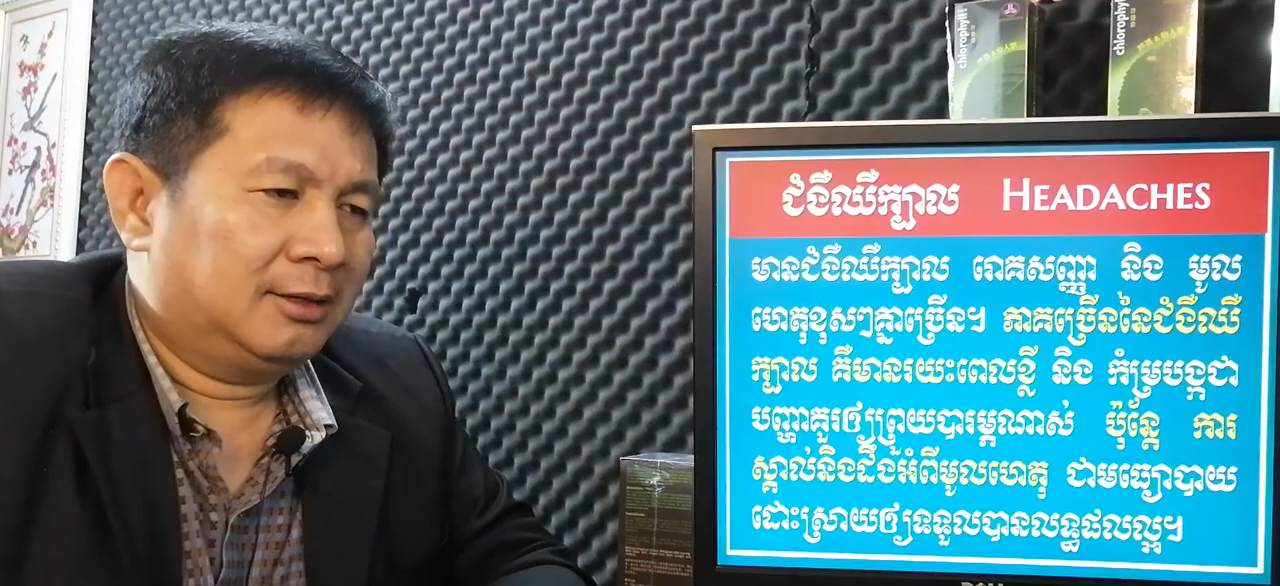 冬
chlorophyll
chlorophyll
ជំងឺឈឺក្បាល HEADACHES
មានជំងឺឈឺក្បាល រោគសញ្ញា និង មូល
ហេតុខុសៗគ្នាច្រើន។ ភាគច្រើននៃជំងឺឈឺ
ក្បាល គឺមានរយះពេលខ្លី និង កំម្របង្កជា
បញ្ហាគួរឲ្យព្រួយបារម្ភណាស់ ប៉ុន្តែ ការ
ស្គាល់និងដឹងអំពីមូលហេតុ ជាមធ្យោបាយ
ដោះស្រាយឲ្យទទួលបានលទ្ធផលល្អ។